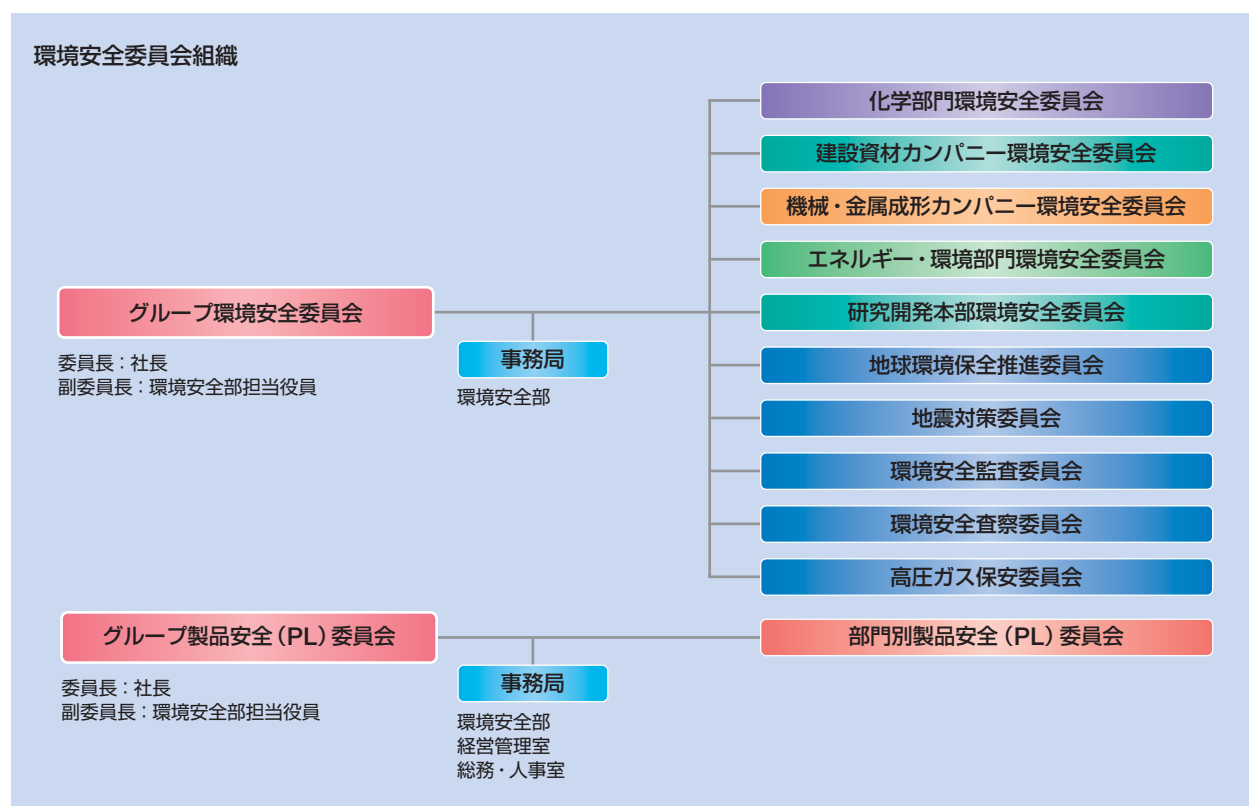 環境安全委員会組織
化学部門環境安全委員会
建設資材カンパニー環境安全委員会
機械・金属成形カンパニー環境安全委員会
エネルギー・環境部門環境安全委員会
グループ環境安全委員会
研究開発本部環境安全委員会
委員長：社長
副委員長：環境安全部担当役員
事務局
環境安全部
地球環境保全推進委員会
地震対策委員会
環境安全監査委員会
環境安全査察委員会
高圧ガス保安委員会
グループ製品安全（PL）委員会
部門別製品安全（PL）委員会
委員長：社長
副委員長：環境安全部担当役員
事務局
環境安全部
経営管理室
総務・人事室